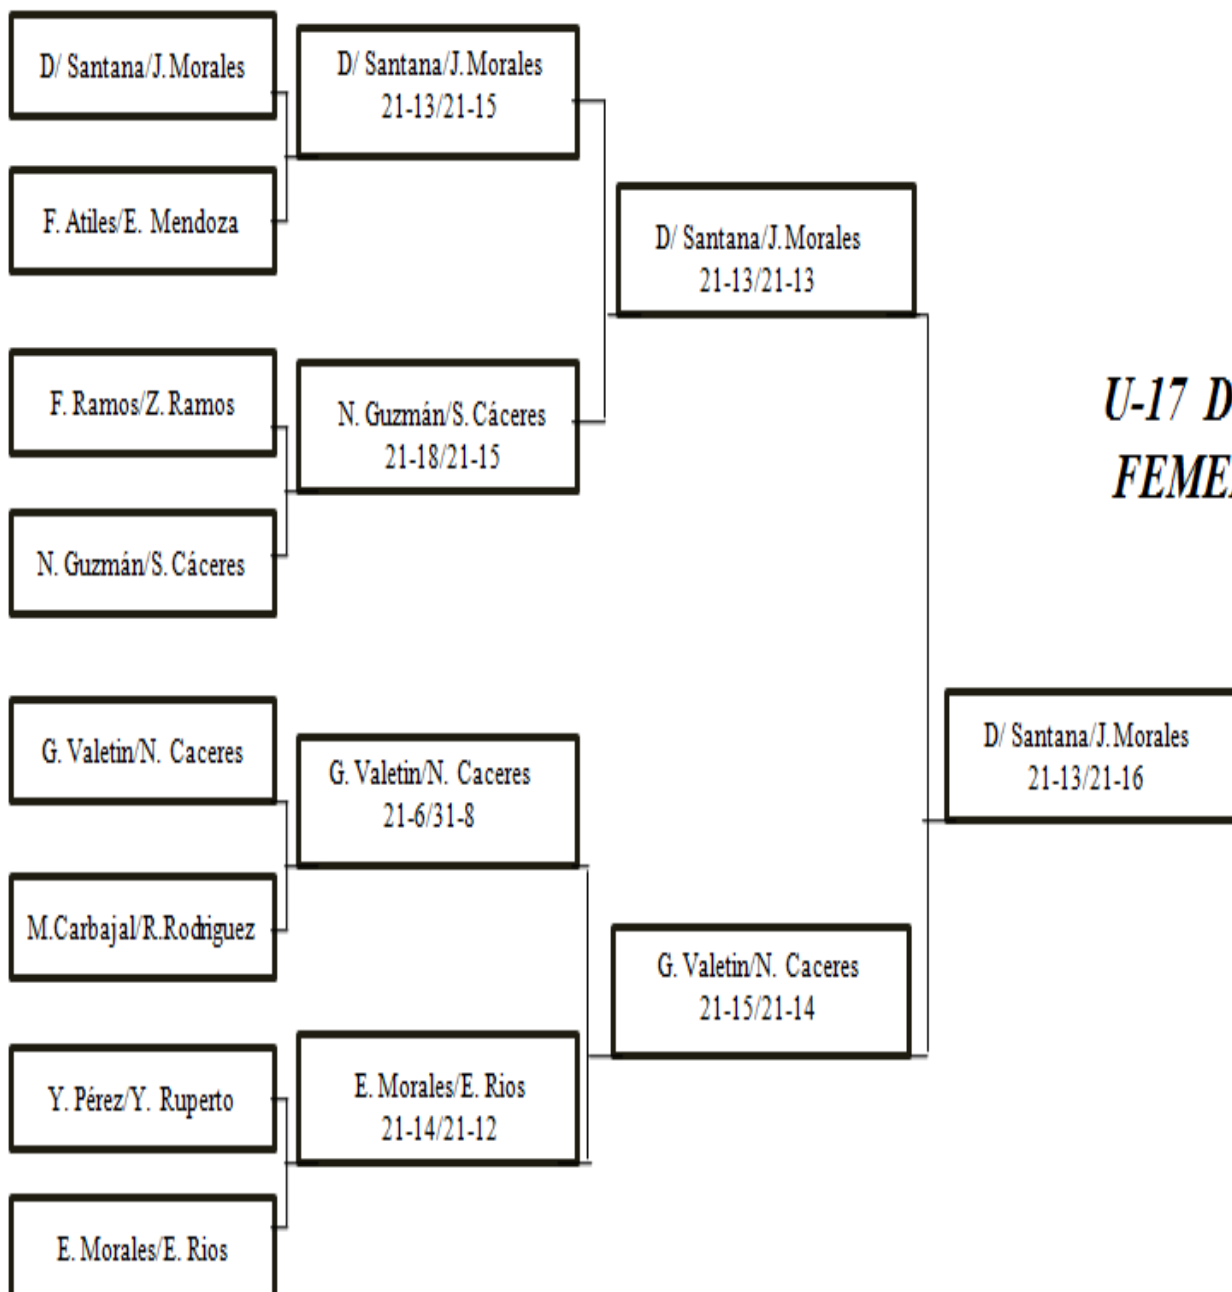 D/ Santana/J. Morales
F. Atiles/E. Mendoza
F. Ramos/Z. Ramos
N. Guzmán/S. Cáceres
G. Valetin/N. Caceres
M.Carbajal/R.Rodriguez
Y. Pérez/Y. Ruperto
E. Morales/E. Rios
D/ Santana/J. Morales
21-13/21-15
N. Guzmán/S. Cáceres
21-18/21-15
G. Valetin/N. Caceres
21-6/31-8
E. Morales/E. Rios
21-14/21-12
D/ Santana/J. Morales
21-13/21-13
G. Valetin/N. Caceres
21-15/21-14
U-17 D
FEME
D/ Santana/J. Morales
21-13/21-16